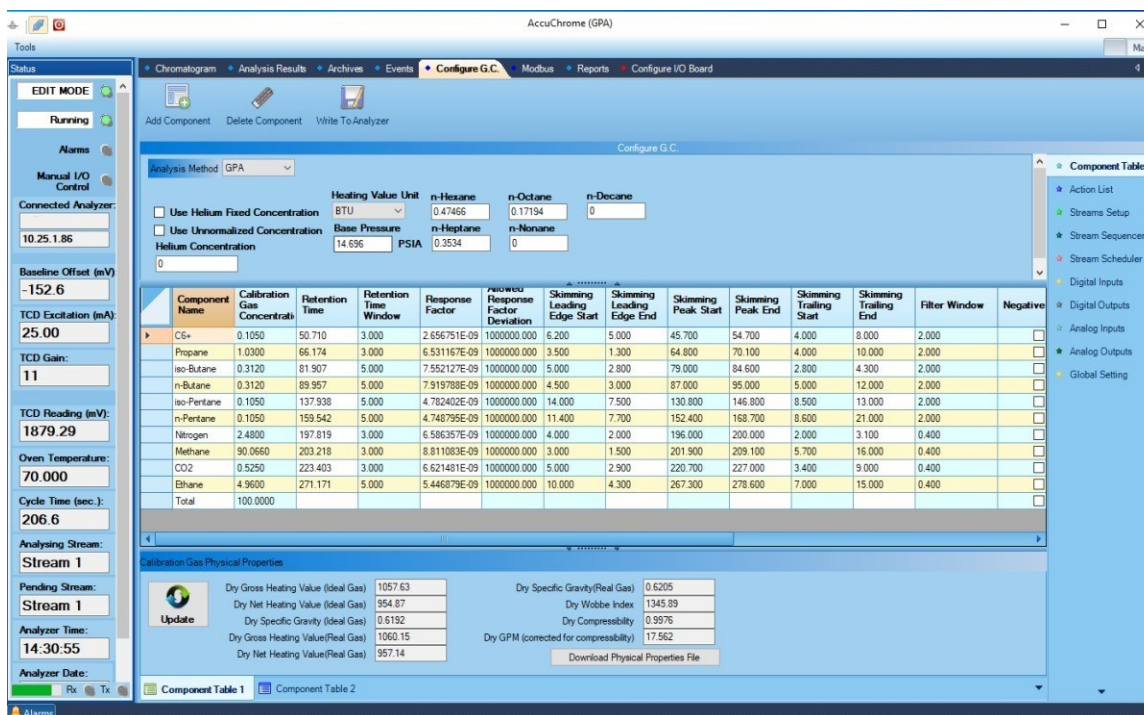 AccuChrome (GPA)
Tools
Ma
Status
Chromatogram Analysis Results Archives Events Configure G.C. Modbus Reports Configure I/O Board
EDIT MODE
Running
Alarms
Manual I/O Control
Connected Analyzer:
10.25.1.86
Baseline Offset (mV)
-152.6
TCD Excitation (mA):
25.00
TCD Gain:
11
TCD Reading (mV):
1879.29
Oven Temperature:
70.000
Cycle Time (sec.):
206.6
Analysing Stream:
Stream 1
Pending Stream:
Stream 1
Analyzer Time:
14:30:55
Analyzer Date:
Rx Tx
Alarms
Add Component Delete Component Write To Analyzer
Configure G.C.
Analysis Method GPA
Use Helium Fixed Concentration
Use Unnormalized Concentration
Helium Concentration
0
Heating Value Unit
BTU
Base Pressure
14.696 PSIA
n-Hexane
0.47466
n-Heptane
0.3534
n-Octane
0.17194
n-Nonane
0
n-Decane
0
Component Name Calibration Gas Concentrati Retention Time Retention Time Window Response Factor Allowed Response Factor Deviation Skimming Leading Edge Start Skimming Leading Edge End Skimming Peak Start Skimming Peak End Skimming Trailing Start Skimming Trailing End Filter Window Negative
C6+ 0.1050 50.710 3.000 2.656751E-09 1000000.000 6.200 5.000 45.700 54.700 4.000 8.000 2.000
Propane 1.0300 66.174 3.000 6.531167E-09 1000000.000 3.500 1.300 64.800 70.100 4.000 10.000 2.000
iso-Butane 0.3120 81.907 5.000 7.552127E-09 1000000.000 5.000 2.800 79.000 84.600 2.800 4.300 2.000
n-Butane 0.3120 89.957 5.000 7.919788E-09 1000000.000 4.500 3.000 87.000 95.000 5.000 12.000 2.000
iso-Pentane 0.1050 137.938 5.000 4.782402E-09 1000000.000 14.000 7.500 130.800 146.800 8.500 13.000 2.000
n-Pentane 0.1050 159.542 5.000 4.748795E-09 1000000.000 11.400 7.700 152.400 168.700 8.600 21.000 2.000
Nitrogen 2.4800 197.819 3.000 6.586357E-09 1000000.000 4.000 2.000 196.000 200.000 2.000 3.100 0.400
Methane 90.0660 203.218 3.000 8.811083E-09 1000000.000 3.000 1.500 201.900 209.100 5.700 16.000 0.400
CO2 0.5250 223.403 3.000 6.621481E-09 1000000.000 5.000 2.900 220.700 227.000 3.400 9.000 0.400
Ethane 4.9600 271.171 5.000 5.446879E-09 1000000.000 10.000 4.300 267.300 278.600 7.000 15.000 0.400
Total 100.0000
Calibration Gas Physical Properties
Update
Dry Gross Heating Value (Ideal Gas) 1057.63
Dry Net Heating Value (Ideal Gas) 954.87
Dry Specific Gravity (Ideal Gas) 0.6192
Dry Gross Heating Value(Real Gas) 1060.15
Dry Net Heating Value(Real Gas) 957.14
Dry Specific Gravity(Real Gas) 0.6205
Dry Wobbe Index 1345.89
Dry Compressibility 0.9976
Dry GPM (corrected for compressibility) 17.562
Download Physical Properties File
Component Table 1 Component Table 2
Component Table
Action List
Streams Setup
Stream Sequencer
Stream Scheduler
Digital Inputs
Digital Outputs
Analog Inputs
Analog Outputs
Global Setting